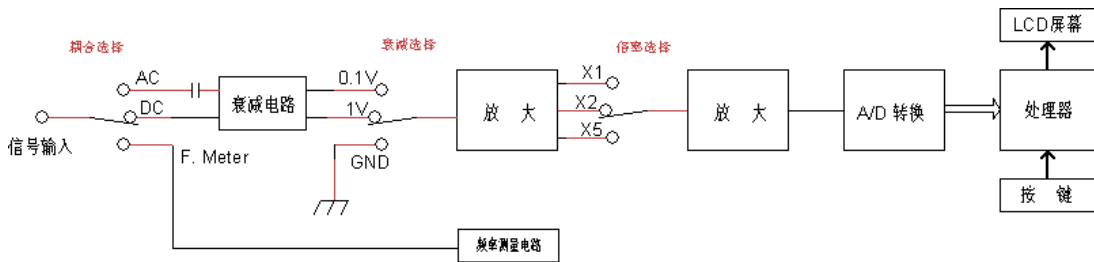 LCD屏幕
耦合选择
衰减选择
倍率选择
AC
0.1V
X1
衰减电路
放 大
放 大
A/D 转换
处理器
DC
1V
X2
X5
信号输入
F. Meter
GND
按 键
频率测量电路